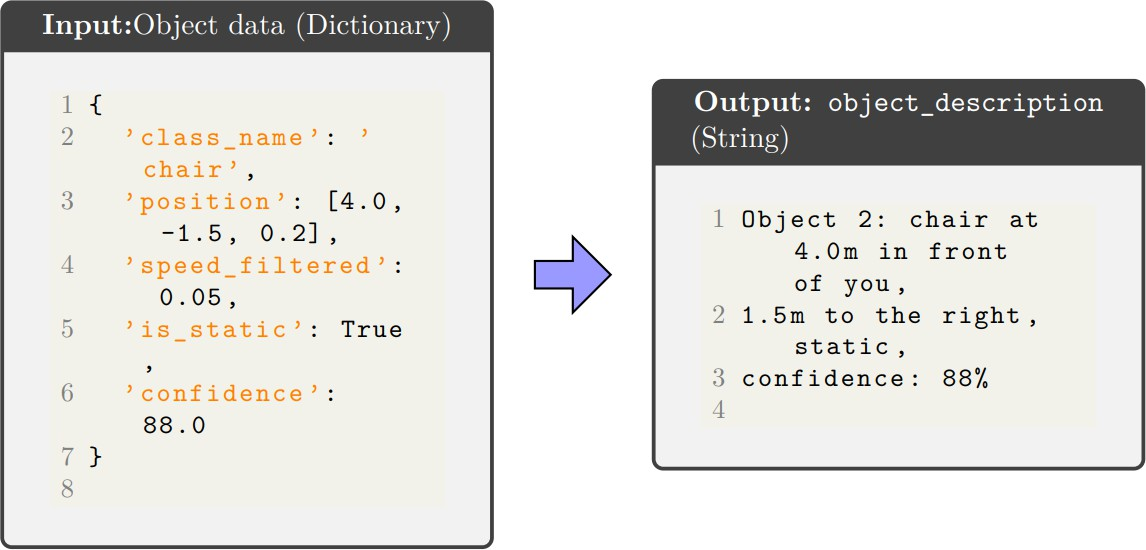 Input:Object data (Dictionary)
1 {
2 'class_name': '
chair',
3 'position': [4.0,
-1.5, 0.2],
4 'speed_filtered':
0.05,
5 'is_static': True
,
6 'confidence':
88.0
7 }
8
Output: object_description
(String)
1 Object 2: chair at
4.0m in front
of you,
2 1.5m to the right,
static,
3 confidence: 88%
4